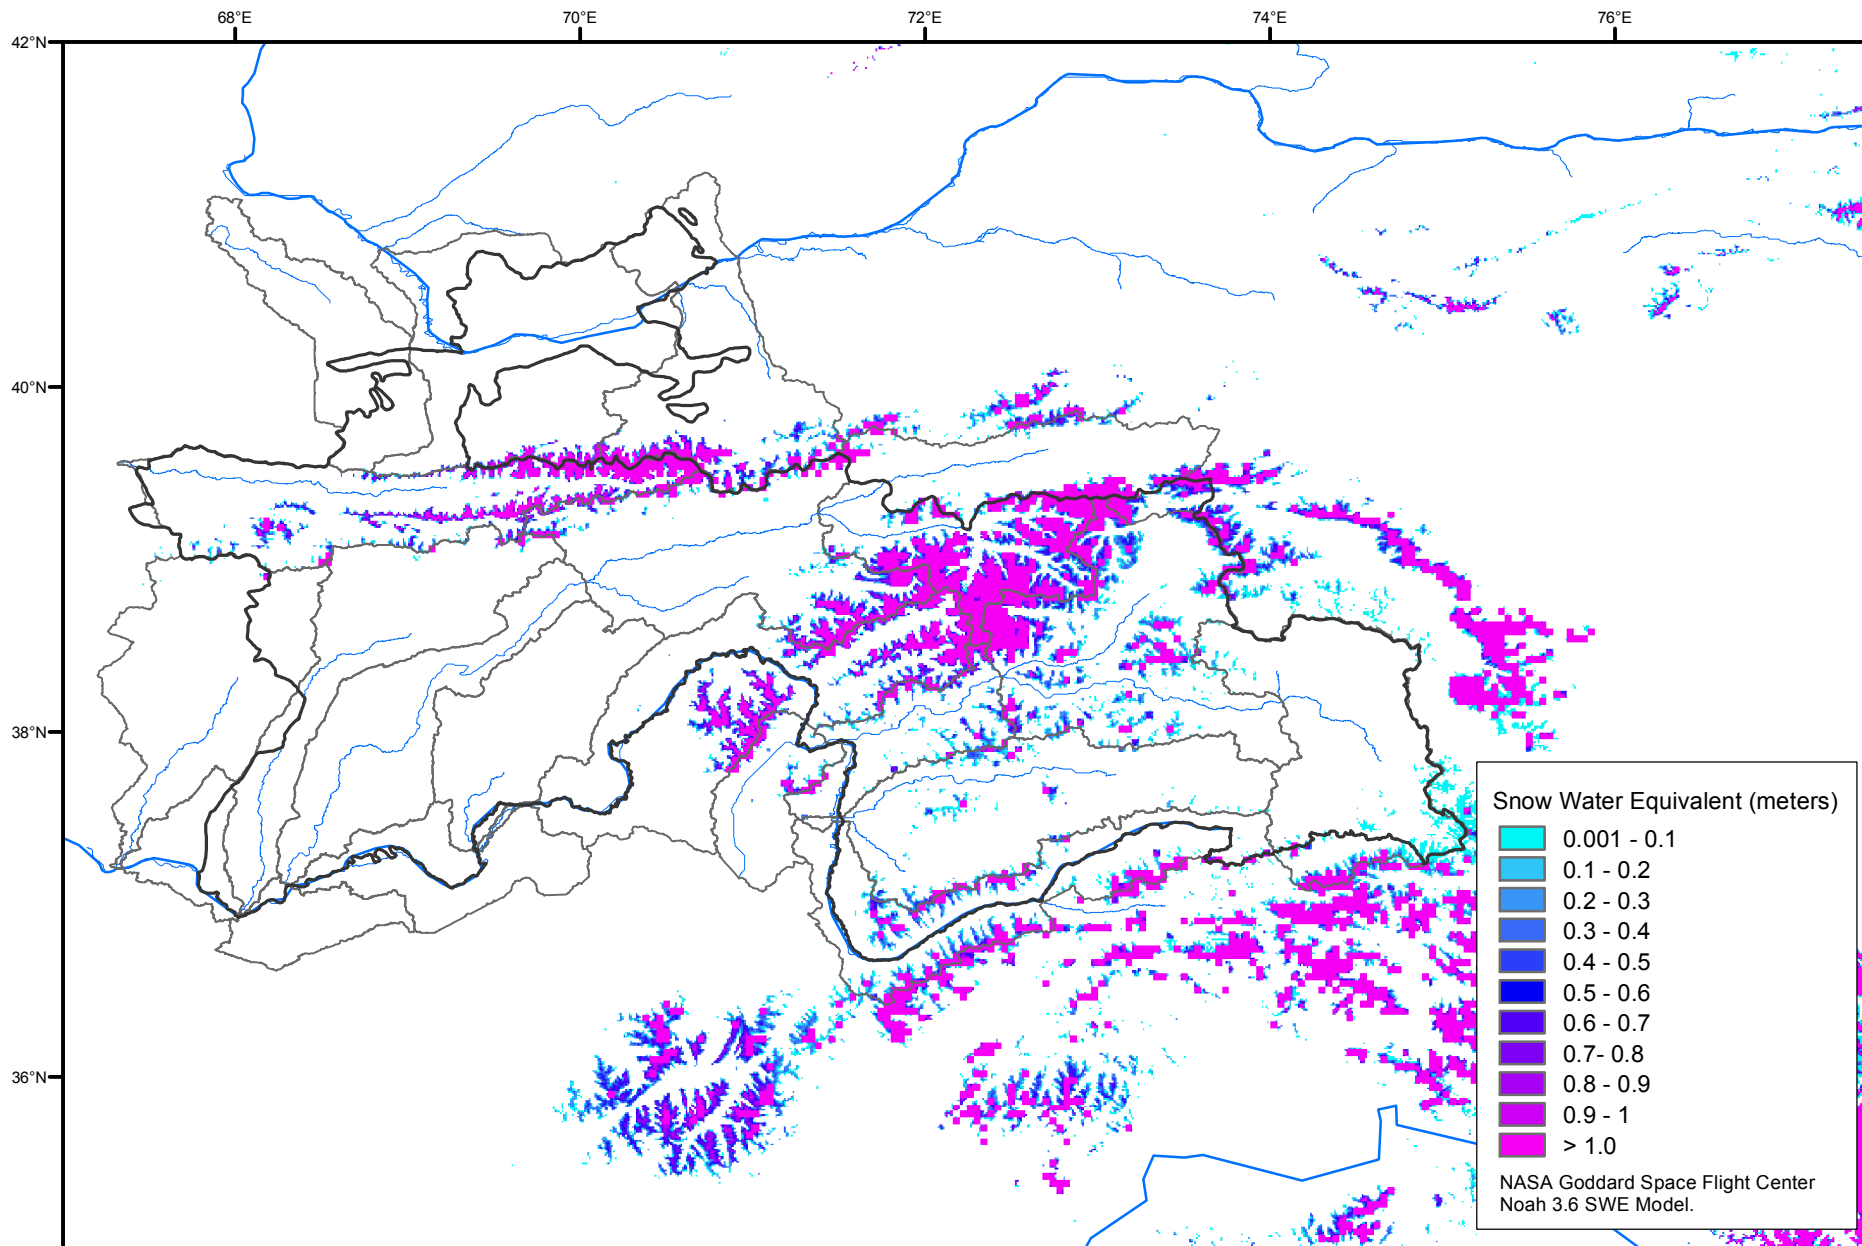 68°E 70°E 72°E 74°E 76°E
42°N
40°N
38°N
36°N
Snow Water Equivalent (meters)
0.001 - 0.1
0.1 - 0.2
0.2 - 0.3
0.3 - 0.4
0.4 - 0.5
0.5 - 0.6
0.6 - 0.7
0.7- 0.8
0.8 - 0.9
0.9 - 1
> 1.0
NASA Goddard Space Flight Center
Noah 3.6 SWE Model.